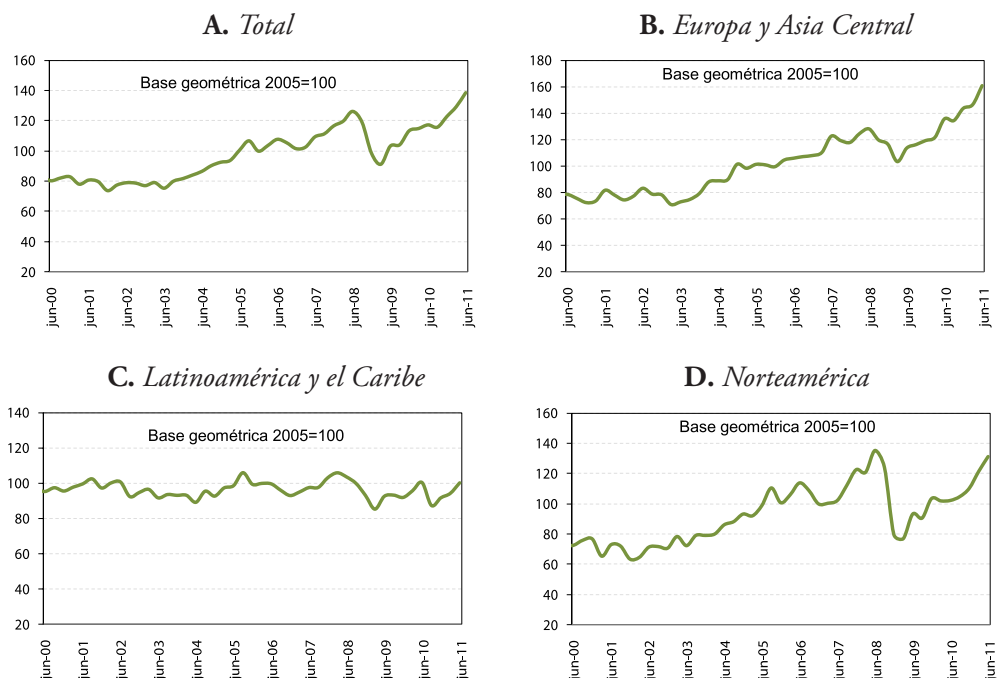 A. Total
160
140
120
100
80
60
40
20
Base geométrica 2005=100
jun-00
jun-01
jun-02
jun-03
jun-04
jun-05
jun-06
jun-07
jun-08
jun-09
jun-10
jun-11
B. Europa y Asia Central
180
160
140
120
100
80
60
40
20
Base geométrica 2005=100
jun-00
jun-01
jun-02
jun-03
jun-04
jun-05
jun-06
jun-07
jun-08
jun-09
jun-10
jun-11
C. Latinoamérica y el Caribe
140
120
100
80
60
40
20
Base geométrica 2005=100
jun-00
jun-01
jun-02
jun-03
jun-04
jun-05
jun-06
jun-07
jun-08
jun-09
jun-10
jun-11
D. Norteamérica
160
140
120
100
80
60
40
20
Base geométrica 2005=100
jun-00
jun-01
jun-02
jun-03
jun-04
jun-05
jun-06
jun-07
jun-08
jun-09
jun-10
jun-11